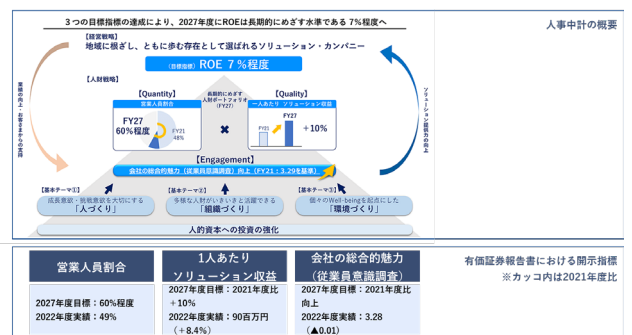 3つの目標指標の達成により、2027年度にROEは長期的にめざす水準である 7%程度へ
人事中計の概要
【経営戦略】
地域に根ざし、ともに歩む存在として選ばれるソリューション・カンパニー
(目標指標) ROE 7%程度
【人財戦略】
【Quantity】
営業人員割合
FY27
60%程度
FY21
48%
長期的にめざす
人財ポートフォリオ
(FY27)
【Quality】
一人あたり ソリューション収益
FY21
FY27
+10%
業績の向上・お客さまからの支持
ソリューション提供力の向上
【Engagement】
会社の総合的魅力(従業員意識調査)向上(FY21:3.29を基準)
【基本テーマ①】
成長意欲・挑戦意欲を大切にする
「人づくり」
【基本テーマ②】
多様な人財がいきいきと活躍できる
「組織づくり」
【基本テーマ③】
個々のWell-beingを起点にした
「環境づくり」
人的資本への投資の強化
営業人員割合
2027年度目標:60%程度
2022年度実績:49%
1人あたり
ソリューション収益
2027年度目標:2021年度比
+10%
2022年度実績:90百万円
(+8.4%)
会社の総合的魅力
(従業員意識調査)
2027年度目標:2021年度比
向上
2022年度実績:3.28
(▲0.01)
有価証券報告書における開示指標
※カッコ内は2021年度比